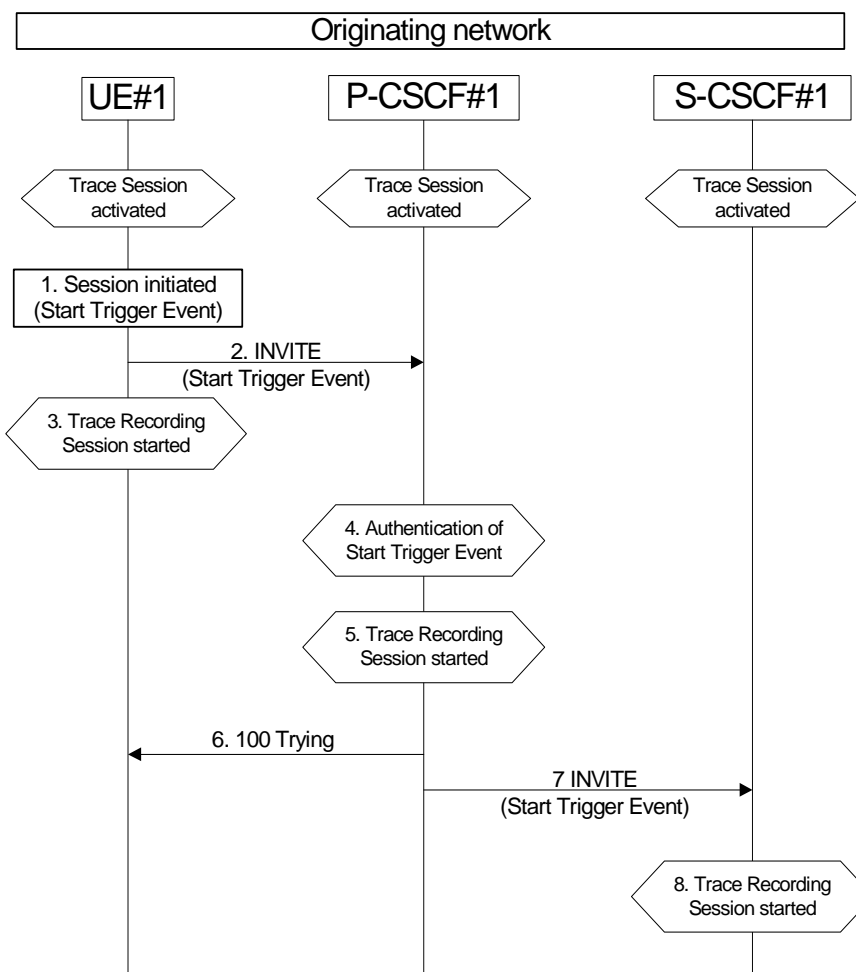 Originating network
UE#1
P-CSCF#1
S-CSCF#1
Trace Session
activated
Trace Session
activated
Trace Session
activated
1. Session initiated
(Start Trigger Event)
2. INVITE
(Start Trigger Event)
3. Trace Recording
Session started
4. Authentication of
Start Trigger Event
5. Trace Recording
Session started
6. 100 Trying
7 INVITE
(Start Trigger Event)
8. Trace Recording
Session started